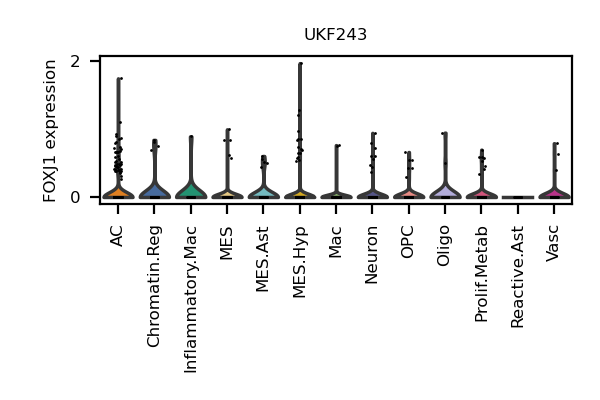 UKF243
FOXJ1 expression
2
0
AC
Chromatin.Reg
Inflammatory.Mac
MES
MES.Ast
MES.Hyp
Mac
Neuron
OPC
Oligo
Prolif.Metab
Reactive.Ast
Vasc